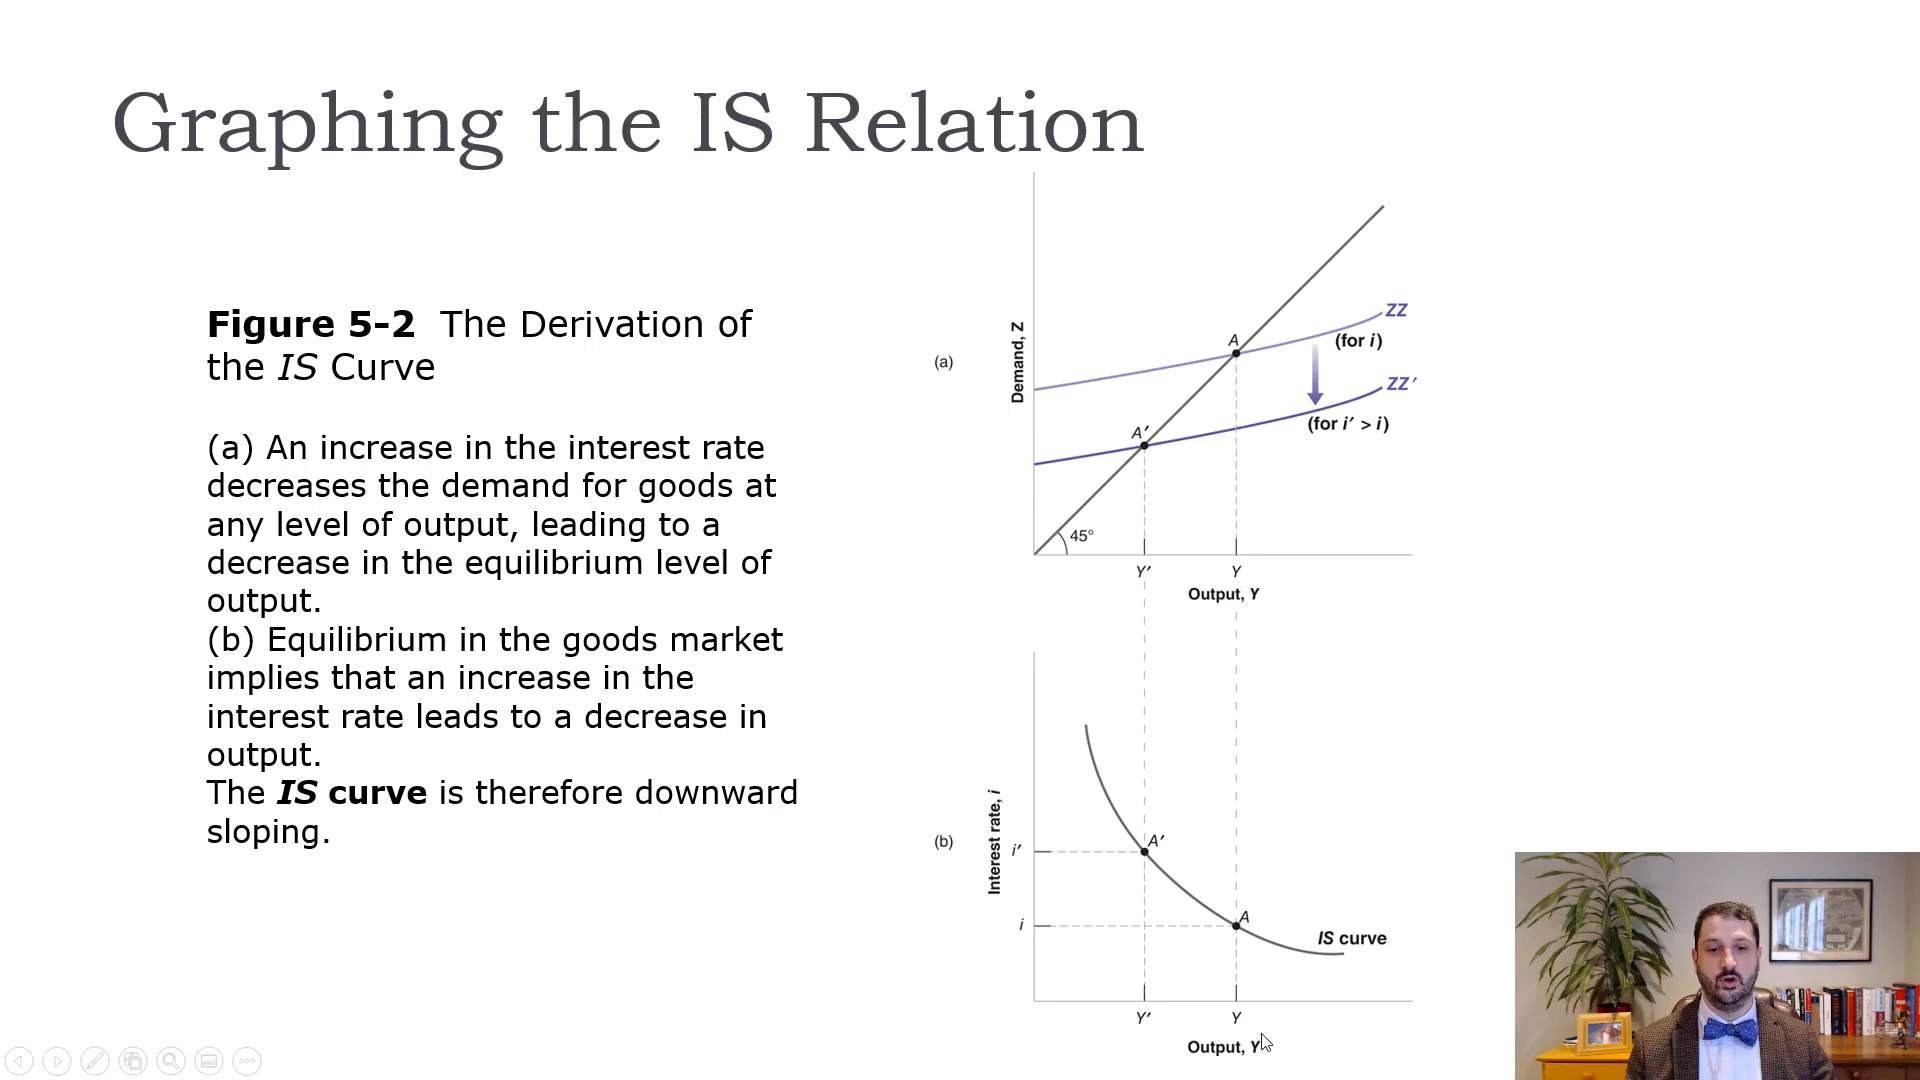 Graphing the IS Relation
Figure 5–2 The Derivation of
the IS Curve
(a) An increase in the interest rate
decreases the demand for goods at
any level of output, leading to a
decrease in the equilibrium level of
output.
(b) Equilibrium in the goods market
implies that an increase in the
interest rate leads to a decrease in
output.
The IS curve is therefore downward
sloping.
(a)
Demand, Z
ZZ
(for i)
A
ZZ′
(for i′ > i)
A′
45°
Y′
Y
Output, Y
(b)
Interest rate, i
i′
A′
i
A
IS curve
Y′
Y
Output, Y